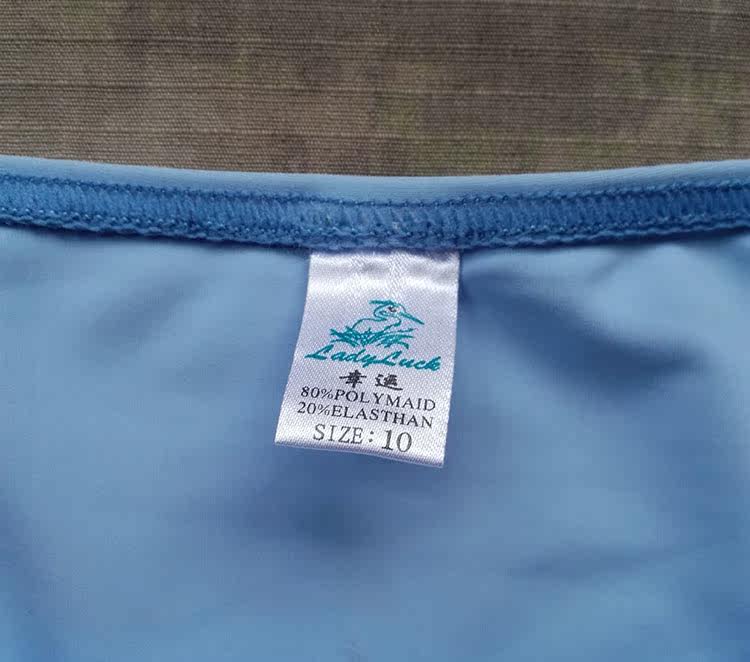 LadyLuck
幸运
80%POLYMAID
20%ELASTHAN
SIZE: 10